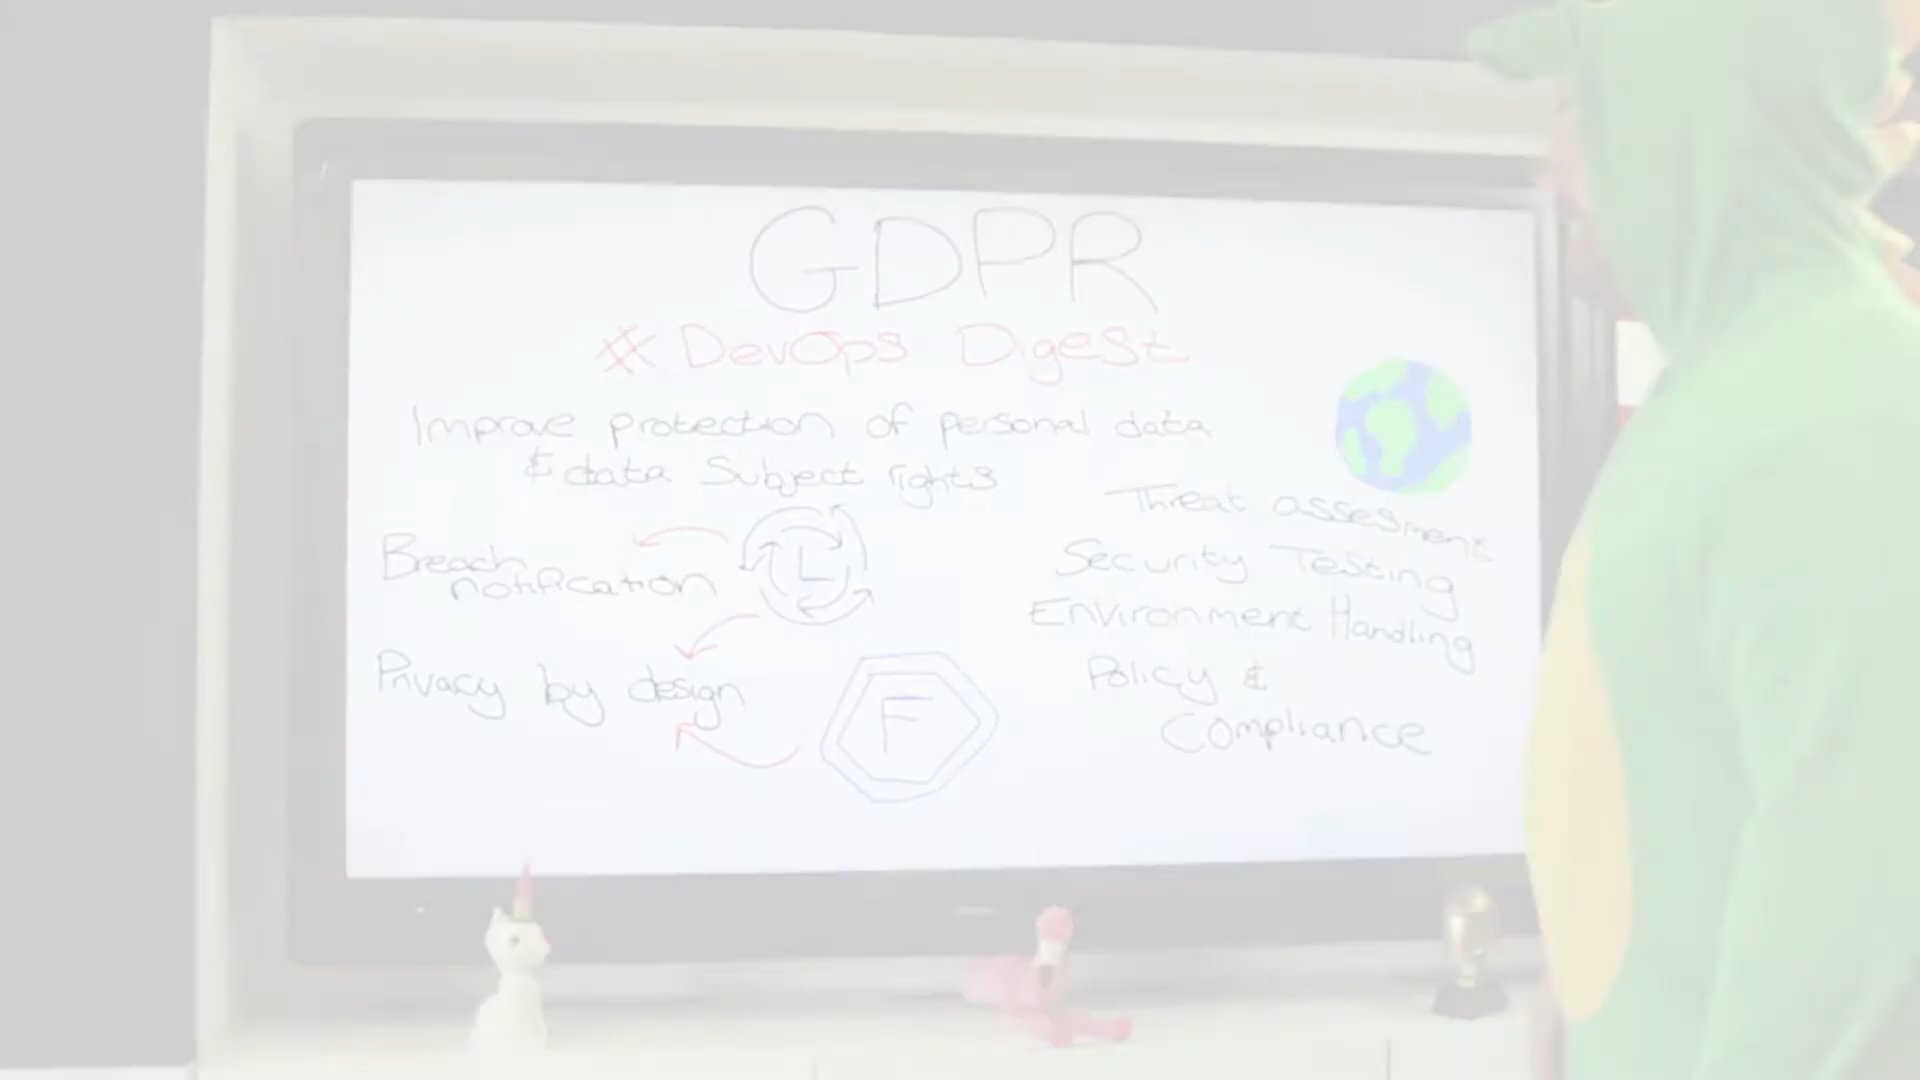 GDPR
# DevOps Digest
Improve protection of personal data
& data Subject rights
Threat assesment
Breach
notification
L
Security Testing
Environment Handling
Privacy by design
F
Policy &
Compliance